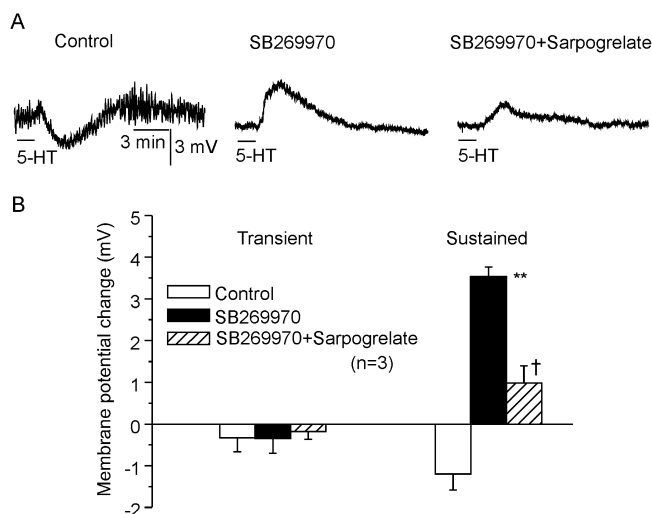 A
Control
SB269970
SB269970+Sarpogrelate
5-HT
3 min
3 mV
5-HT
5-HT
B
Membrane potential change (mV)
5
4
3
2
1
0
-1
-2
Transient
Sustained
Control
SB269970
SB269970+Sarpogrelate
(n=3)
**
†